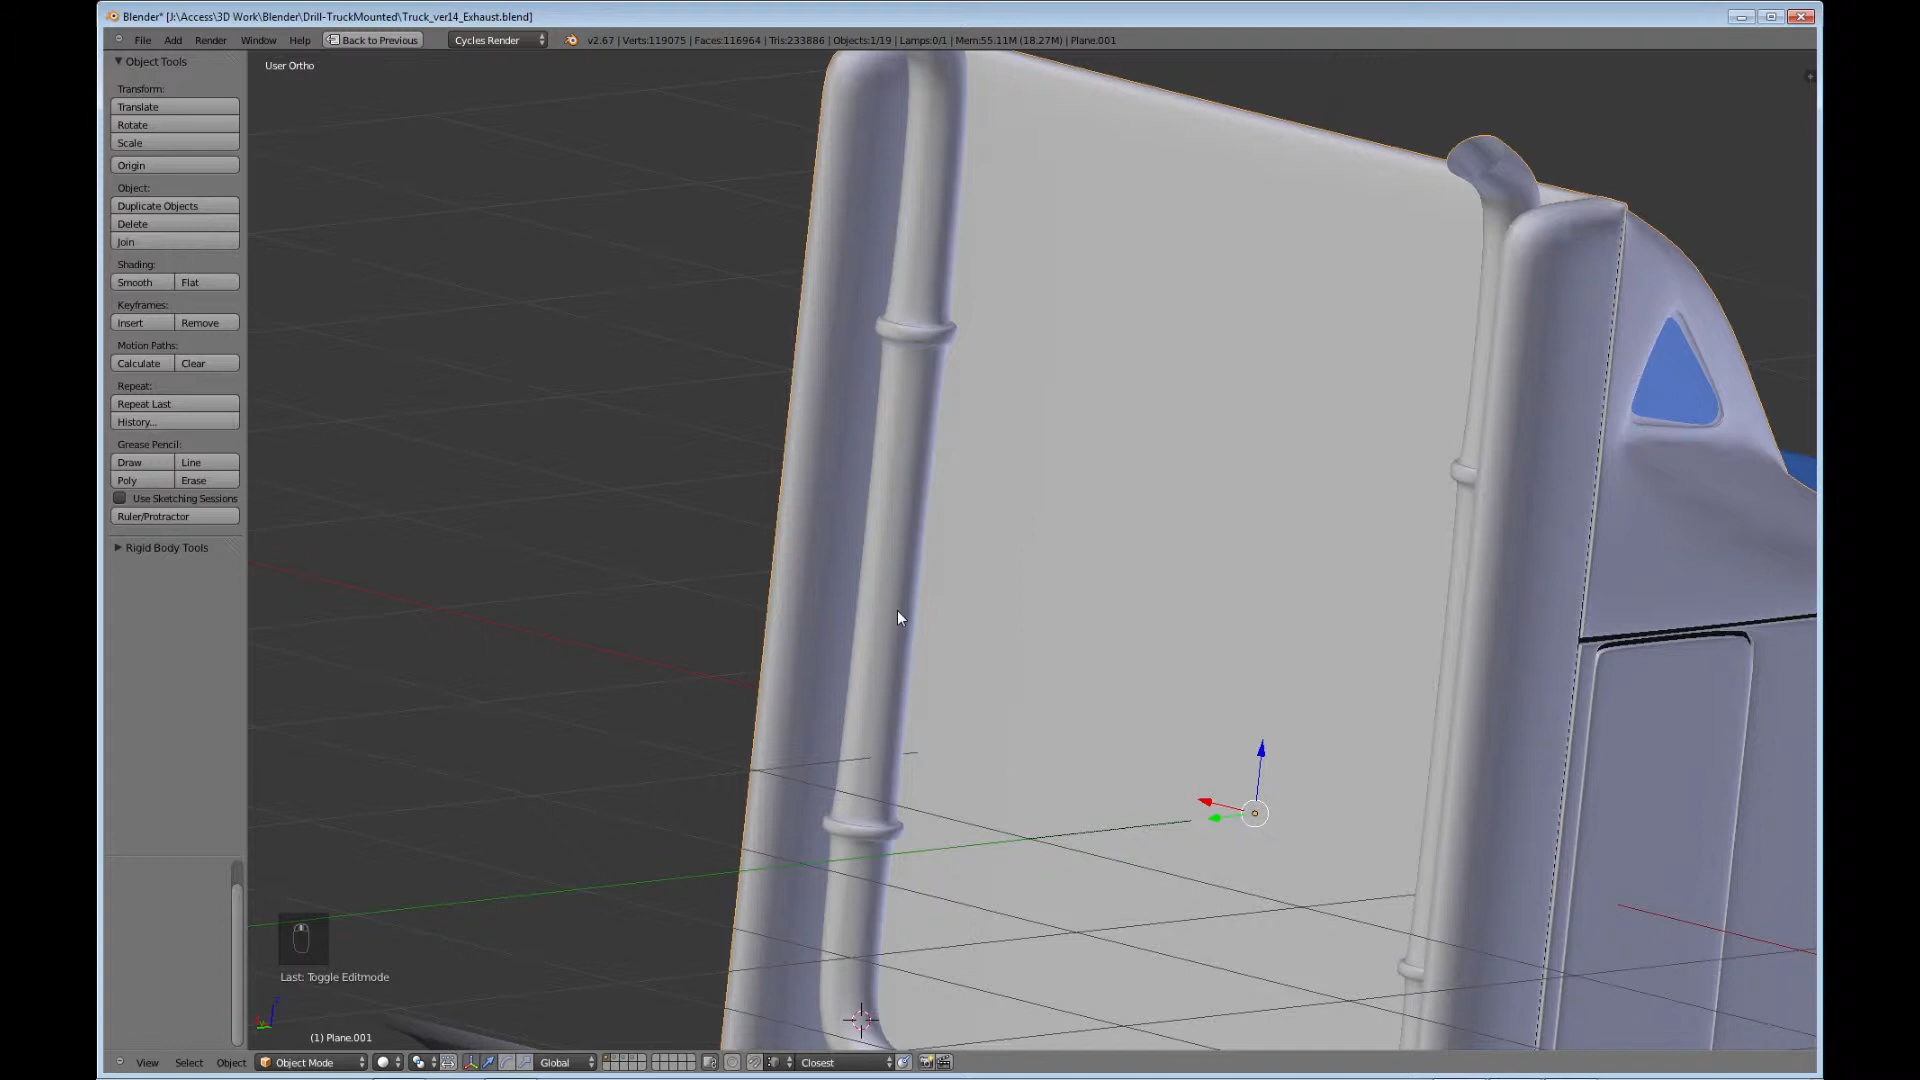 Blender* [J:\Access\3D Work\Blender\Drill-TruckMounted\Truck_ver14_Exhaust.blend]
File Add Render Window Help Back to Previous Cycles Render v2.67 | Verts:119075 | Faces:116964 | Tris:233886 | Objects:1/19 | Lamps:0/1 | Mem:55.11M (18.27M) | Plane.001
Object Tools
User Ortho
Transform:
Translate
Rotate
Scale
Origin
Object:
Duplicate Objects
Delete
Join
Shading:
Smooth Flat
Keyframes:
Insert Remove
Motion Paths:
Calculate Clear
Repeat:
Repeat Last
History...
Grease Pencil:
Draw Line
Poly Erase
Use Sketching Sessions
Ruler/Protractor
Rigid Body Tools
Last: Toggle Editmode
(1) Plane.001
View Select Object Object Mode Global Closest